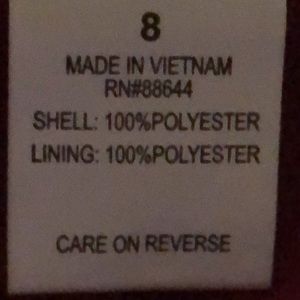 8
MADE IN VIETNAM
RN#88644
SHELL: 100%POLYESTER
LINING: 100%POLYESTER
CARE ON REVERSE